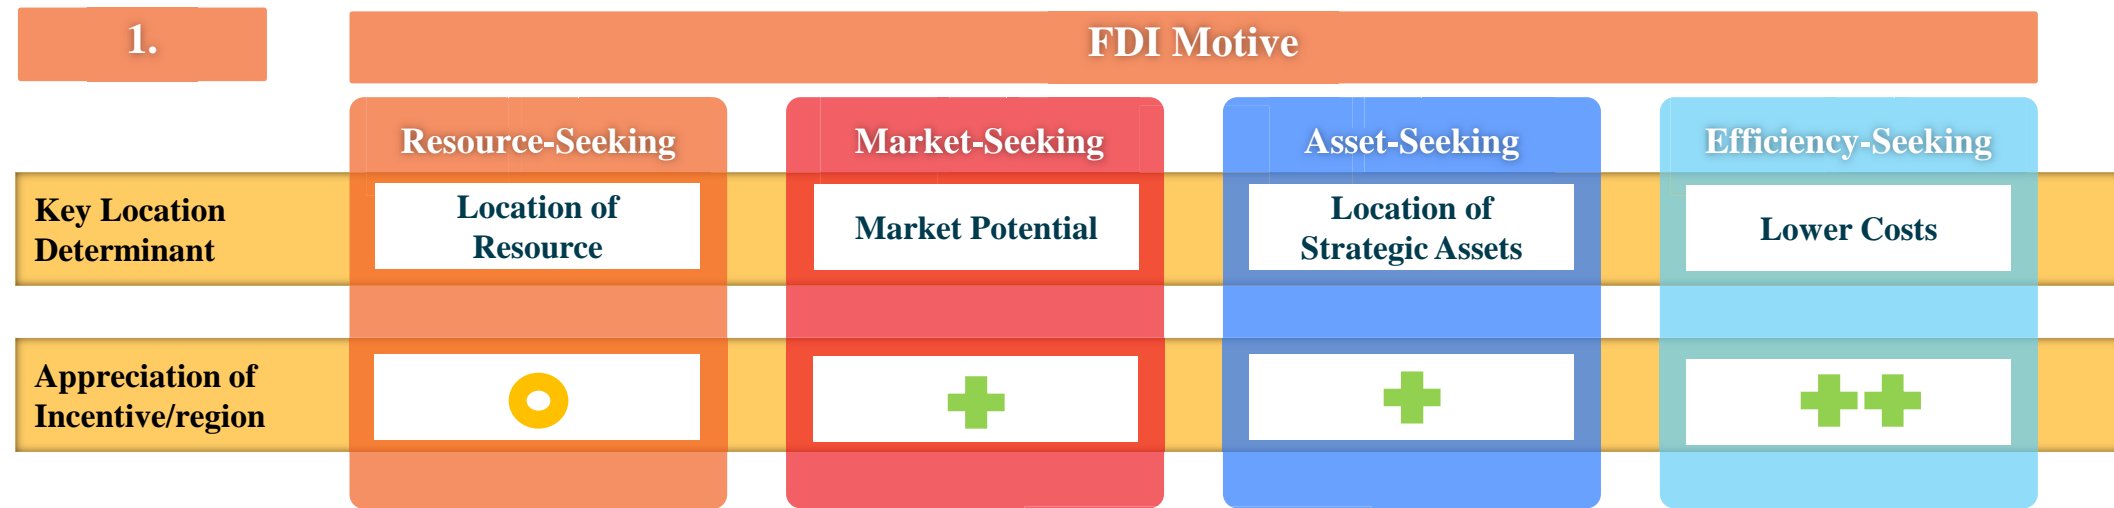 1.
FDI Motive
Resource-Seeking
Market-Seeking
Asset-Seeking
Efficiency-Seeking
Key Location
Determinant
Location of
Resource
Market Potential
Location of
Strategic Assets
Lower Costs
Appreciation of
Incentive/region